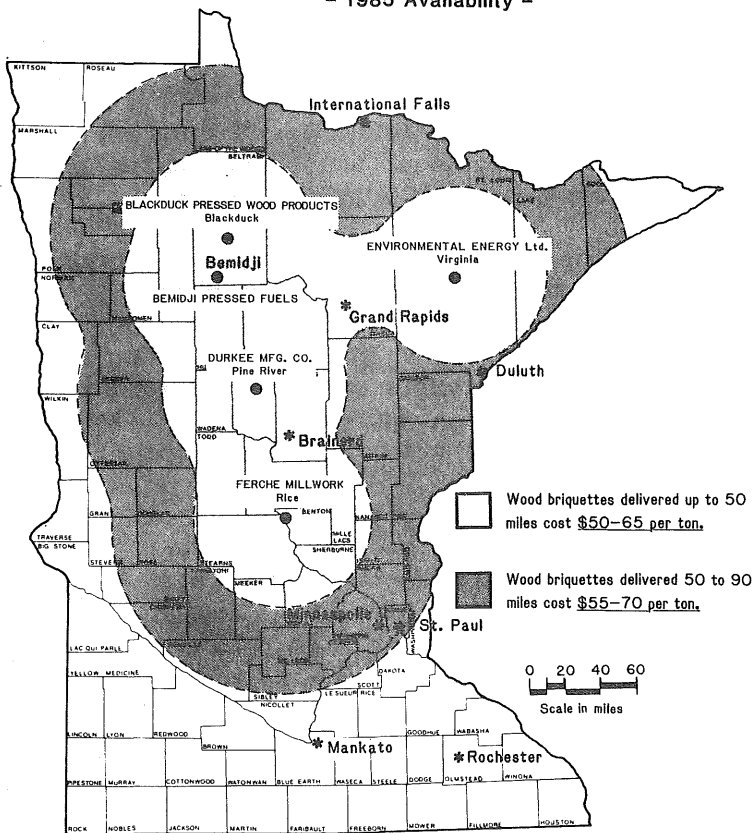 - 1985 Availability -
KITTSON
ROSEAU
MARSHALL
International Falls
BELTRAMI
BLACKDUCK PRESSED WOOD PRODUCTS
Blackduck
ENVIRONMENTAL ENERGY Ltd.
Virginia
Bemidji
POLK
NORMAN
BEMIDJI PRESSED FUELS
Grand Rapids
CLAY
DURKEE MFG. CO.
Pine River
Duluth
WILKIN
WADENA
TODD
Brainerd
FERCHE MILLWORK
Rice
BENTON
GRANT
MILLE
LACS
SHERBURNE
TRAVERSE
BIG STONE
STEVENS
STEARNS
MEEKER
Wood briquettes delivered up to 50
miles cost $50-65 per ton.
Wood briquettes delivered 50 to 90
miles cost $55-70 per ton.
Minneapolis
St. Paul
WASHINGTON
LAC QUI PARLE
YELLOW MEDICINE
DAKOTA
SCOTT
SIBLEY
NICOLLET
LE SUEUR
RICE
0 20 40 60
Scale in miles
LINCOLN
LYON
REDWOOD
BROWN
GOODHUE
WABASHA
Mankato
Rochester
PIPESTONE
MURRAY
COTTONWOOD
WATONWAN
BLUE EARTH
WASECA
STEELE
DODGE
OLMSTEAD
WINONA
ROCK
NOBLES
JACKSON
MARTIN
FARIBAULT
FREEBORN
MOWER
FILLMORE
HOUSTON